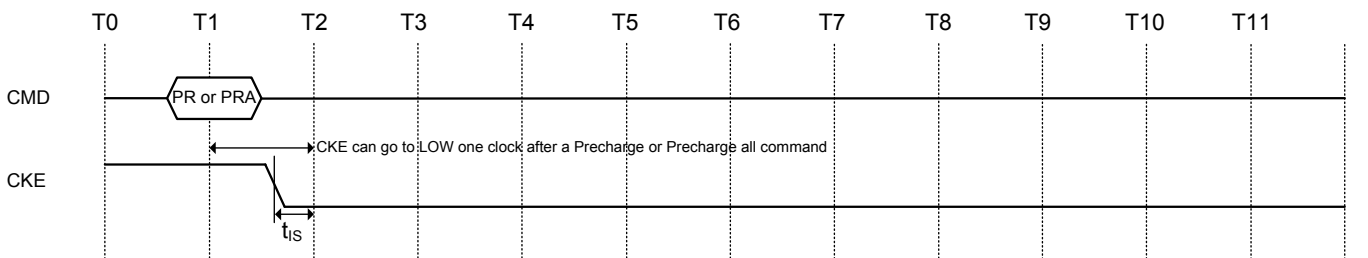 T0 T1 T2 T3 T4 T5 T6 T7 T8 T9 T10 T11
CMD PR or PRA
CKE can go to LOW one clock after a Precharge or Precharge all command
CKE
tIS